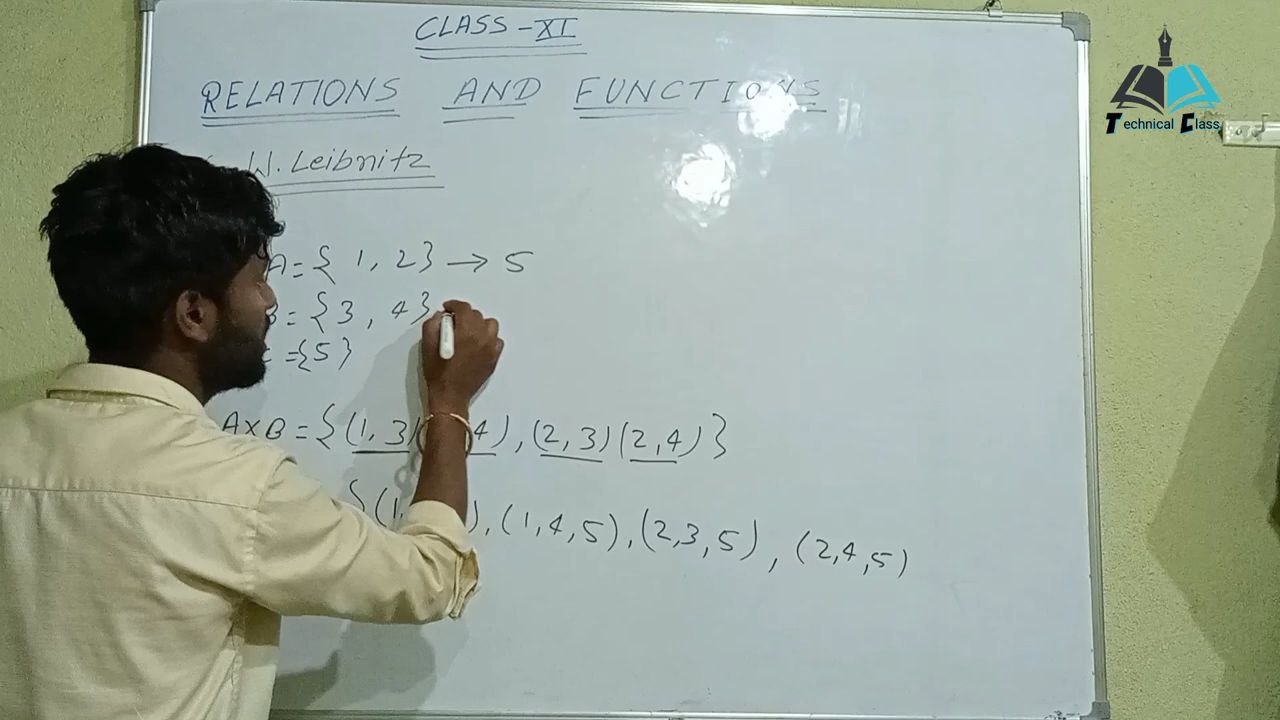 CLASS-XI
RELATIONS AND FUNCTIONS
W. Leibnitz
A = { 1, 2} → 5
B = {3, 4}
= {5}
A×B = {(1, 3) 4), (2,3) (2,4)}
{(1, ), (1,4,5), (2,3,5), (2,4,5)
Technical Class